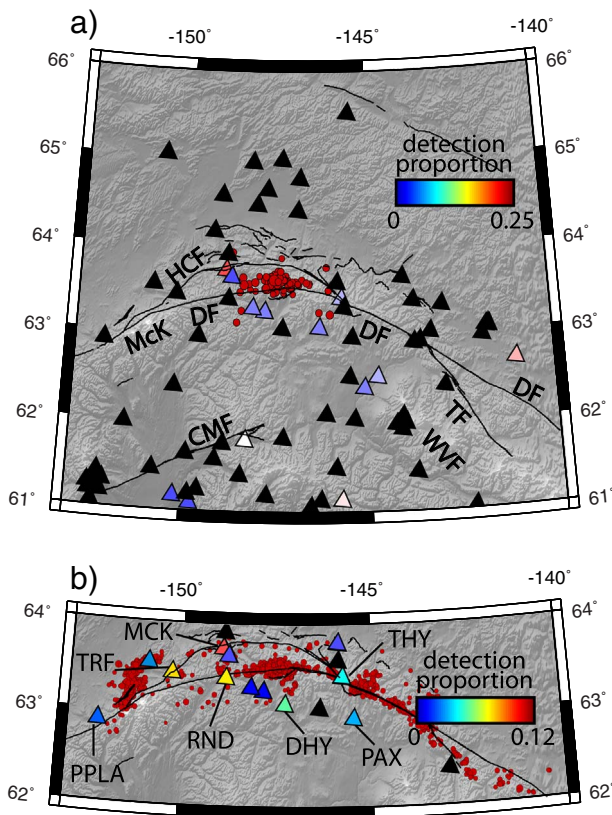 a)
-150˚
-145˚
-140˚
66˚
66˚
65˚
detection
proportion
65˚
0
0.25
64˚
64˚
HCF
63˚
McK
DF
DF
63˚
DF
62˚
CMF
TF
WVF
62˚
61˚
61˚
b)
-150˚
-145˚
-140˚
64˚
64˚
MCK
THY
TRF
detection
proportion
63˚
0
0.12
63˚
RND
DHY
PAX
PPLA
62˚
62˚